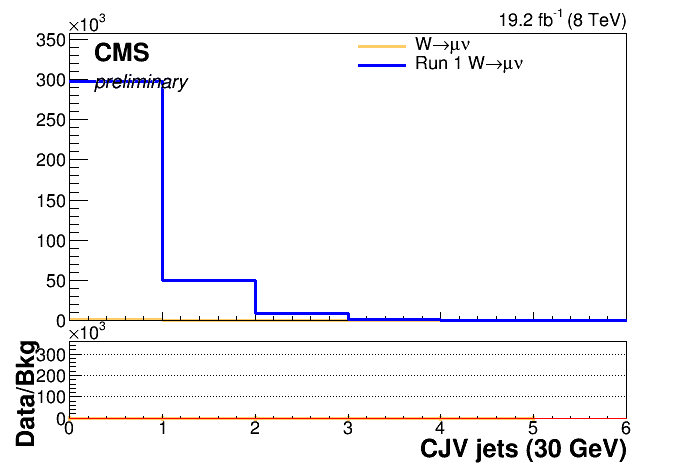 ×10³
19.2 fb⁻¹ (8 TeV)
CMS
preliminary
W→μν
Run 1 W→μν
350
300
250
200
150
100
50
0
×10³
Data/Bkg
300
200
100
0
0 1 2 3 4 5 6
CJV jets (30 GeV)